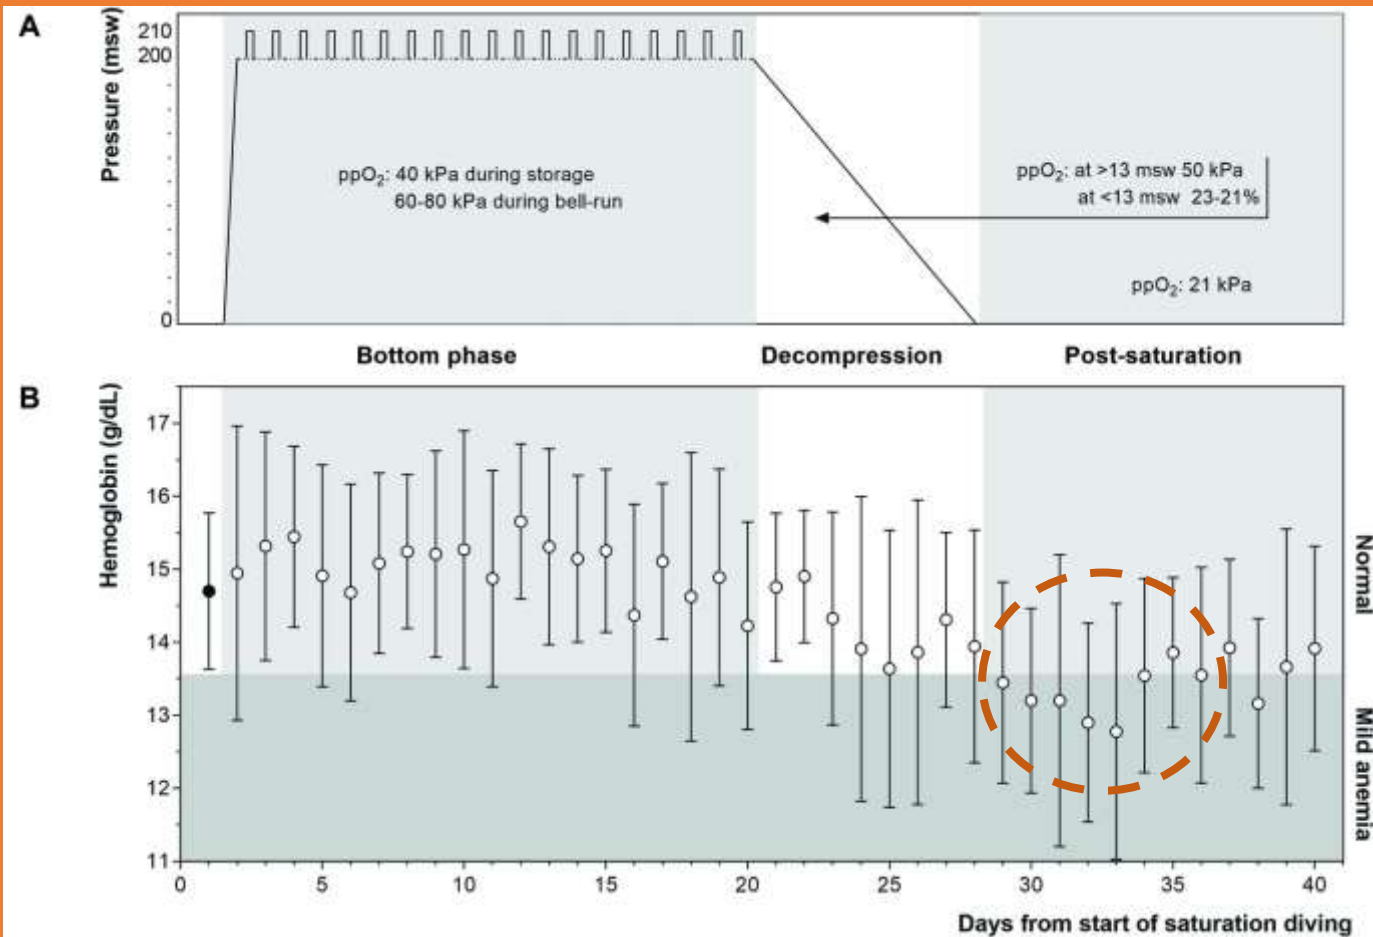 A
Pressure (msw)
210
200
0
ppO₂: 40 kPa during storage
60-80 kPa during bell-run
ppO₂: at >13 msw 50 kPa
at <13 msw 23-21%
ppO₂: 21 kPa
Bottom phase
Decompression
Post-saturation
B
Hemoglobin (g/dL)
17
16
15
14
13
12
11
Normal
Mild anemia
0 5 10 15 20 25 30 35 40
Days from start of saturation diving